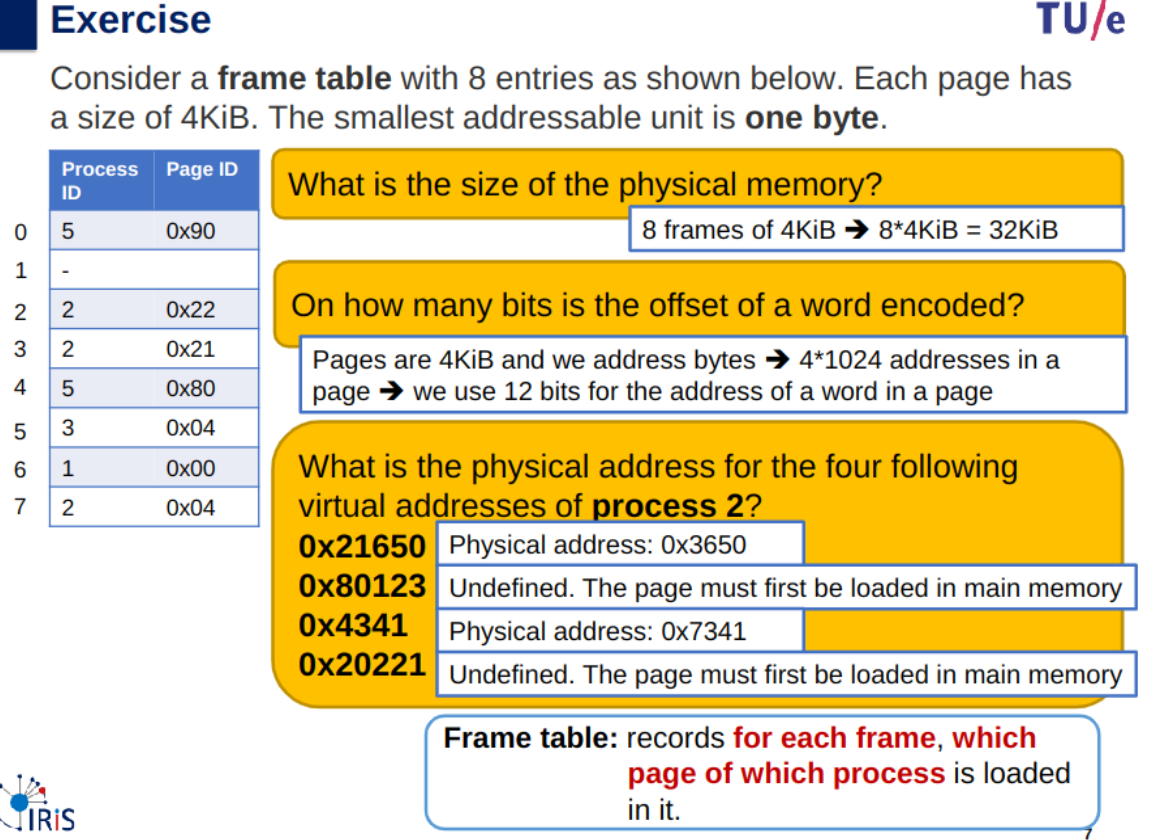 Exercise
TU/e
Consider a frame table with 8 entries as shown below. Each page has
a size of 4KiB. The smallest addressable unit is one byte.
Process ID Page ID
0 5 0x90
1 -
2 2 0x22
3 2 0x21
4 5 0x80
5 3 0x04
6 1 0x00
7 2 0x04
What is the size of the physical memory?
8 frames of 4KiB ➔ 8*4KiB = 32KiB
On how many bits is the offset of a word encoded?
Pages are 4KiB and we address bytes ➔ 4*1024 addresses in a
page ➔ we use 12 bits for the address of a word in a page
What is the physical address for the four following
virtual addresses of process 2?
0x21650 Physical address: 0x3650
0x80123 Undefined. The page must first be loaded in main memory
0x4341 Physical address: 0x7341
0x20221 Undefined. The page must first be loaded in main memory
Frame table: records for each frame, which
page of which process is loaded
in it.
IRiS
7